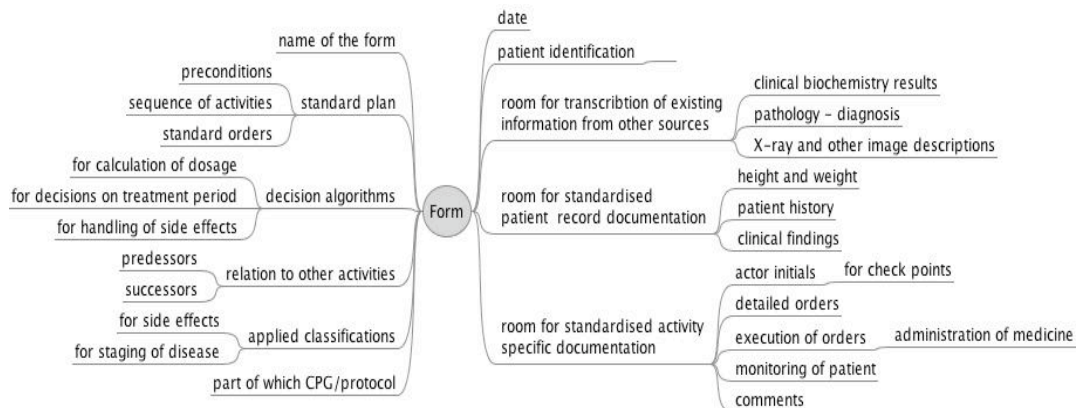 name of the form
preconditions
sequence of activities
standard orders
standard plan
for calculation of dosage
for decisions on treatment period
for handling of side effects
decision algorithms
predessors
successors
relation to other activities
for side effects
for staging of disease
applied classifications
part of which CPG/protocol
Form
date
patient identification
room for transcribtion of existing
information from other sources
clinical biochemistry results
pathology – diagnosis
X-ray and other image descriptions
room for standardised
patient record documentation
height and weight
patient history
clinical findings
room for standardised activity
specific documentation
actor initials
for check points
detailed orders
execution of orders
administration of medicine
monitoring of patient
comments